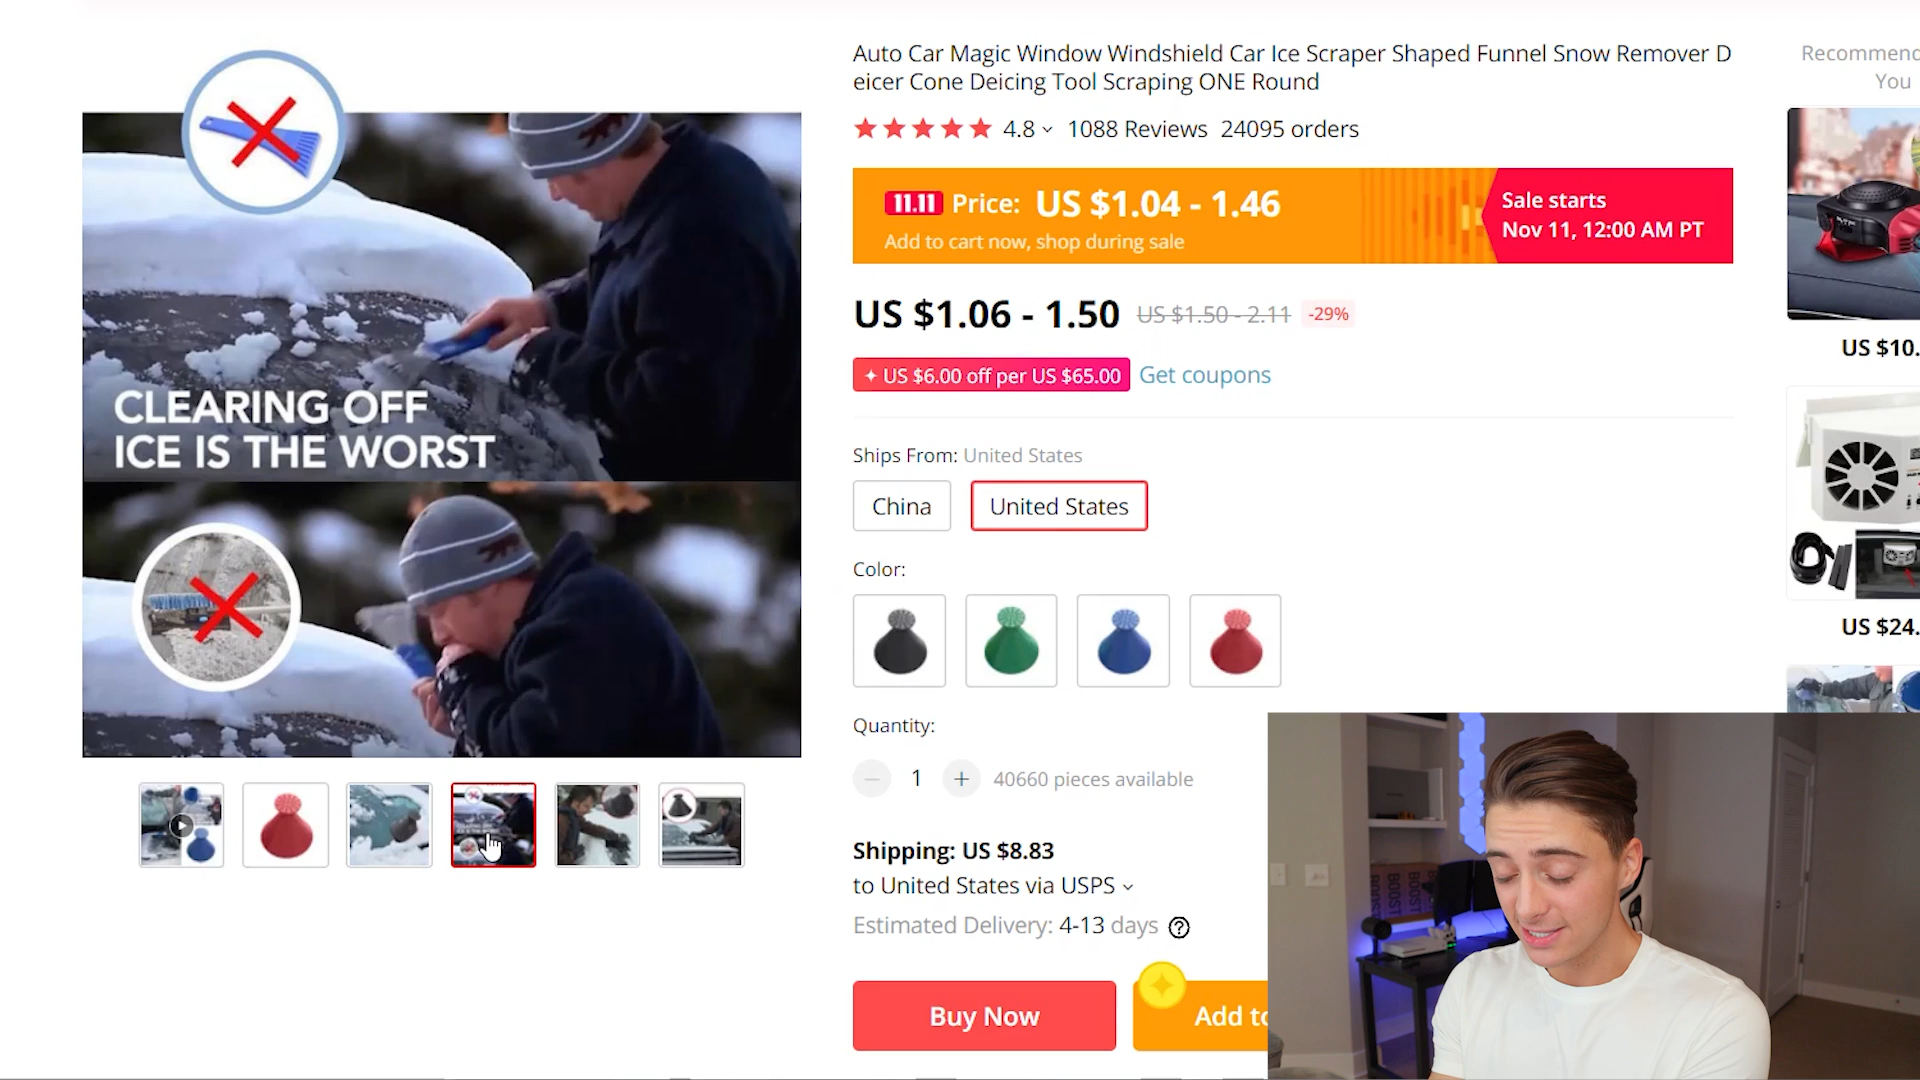 CLEARING OFF
ICE IS THE WORST
Auto Car Magic Window Windshield Car Ice Scraper Shaped Funnel Snow Remover D
eicer Cone Deicing Tool Scraping ONE Round
4.8 1088 Reviews 24095 orders
11.11 Price: US $1.04 - 1.46
Add to cart now, shop during sale
Sale starts
Nov 11, 12:00 AM PT
US $1.06 - 1.50 US $1.50 - 2.11 -29%
US $6.00 off per US $65.00 Get coupons
Ships From: United States
China United States
Color:
Quantity:
1 40660 pieces available
Shipping: US $8.83
to United States via USPS
Estimated Delivery: 4-13 days
Buy Now
Add to
Recommend
You
US $10.
US $24.
BOOST
BOOST